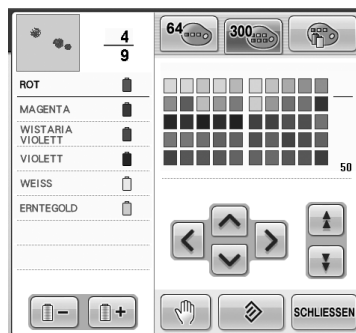 4
9
ROT
MAGENTA
WISTARIA
VIOLETT
VIOLETT
WEISS
ERNTEGOLD
64
300
50
−
+
SCHLIESSEN